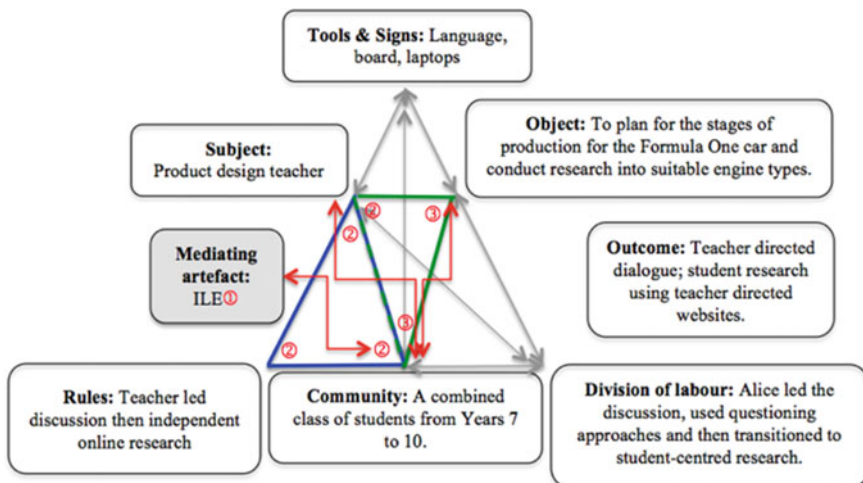 Tools & Signs: Language,
board, laptops
Subject:
Product design teacher
Object: To plan for the stages of
production for the Formula One car and
conduct research into suitable engine types.
②
③
②
Mediating
artefact:
ILE①
Outcome: Teacher directed
dialogue; student research
using teacher directed
websites.
③
②
②
Rules: Teacher led
discussion then independent
online research
Community: A combined
class of students from Years 7
to 10.
Division of labour: Alice led the
discussion, used questioning
approaches and then transitioned to
student-centred research.